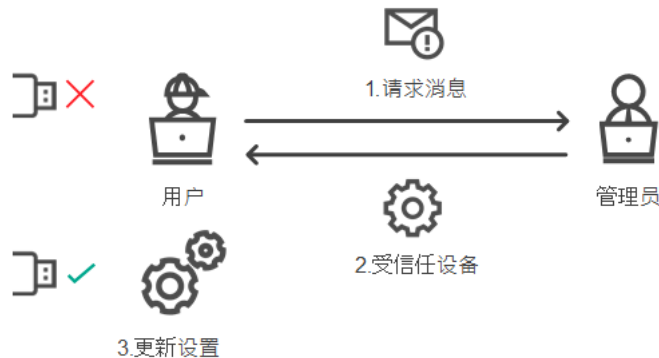 1.请求消息
用户
管理员
2.受信任设备
3.更新设置